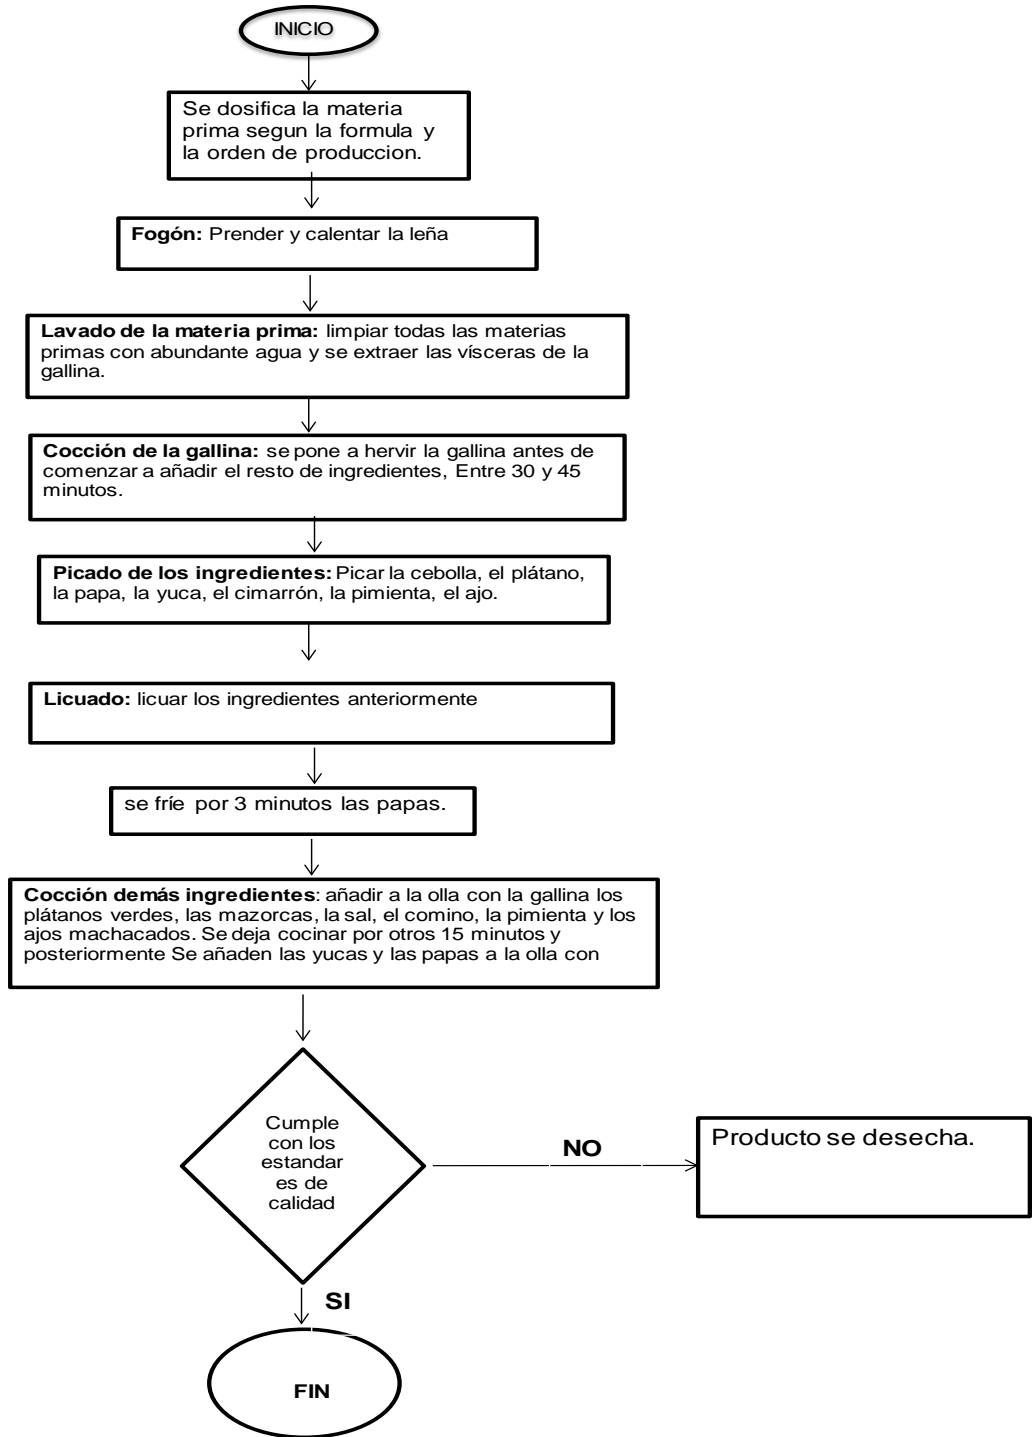 INICIO
Se dosifica la materia
prima segun la formula y
la orden de produccion.
Fogón: Prender y calentar la leña
Lavado de la materia prima: limpiar todas las materias
primas con abundante agua y se extraer las vísceras de la
gallina.
Cocción de la gallina: se pone a hervir la gallina antes de
comenzar a añadir el resto de ingredientes, Entre 30 y 45
minutos.
Picado de los ingredientes: Picar la cebolla, el plátano,
la papa, la yuca, el cimarrón, la pimienta, el ajo.
Licuado: licuar los ingredientes anteriormente
se fríe por 3 minutos las papas.
Cocción demás ingredientes: añadir a la olla con la gallina los
plátanos verdes, las mazorcas, la sal, el comino, la pimienta y los
ajos machacados. Se deja cocinar por otros 15 minutos y
posteriormente Se añaden las yucas y las papas a la olla con
Cumple
con los
estandar
es de
calidad
NO
Producto se desecha.
SI
FIN